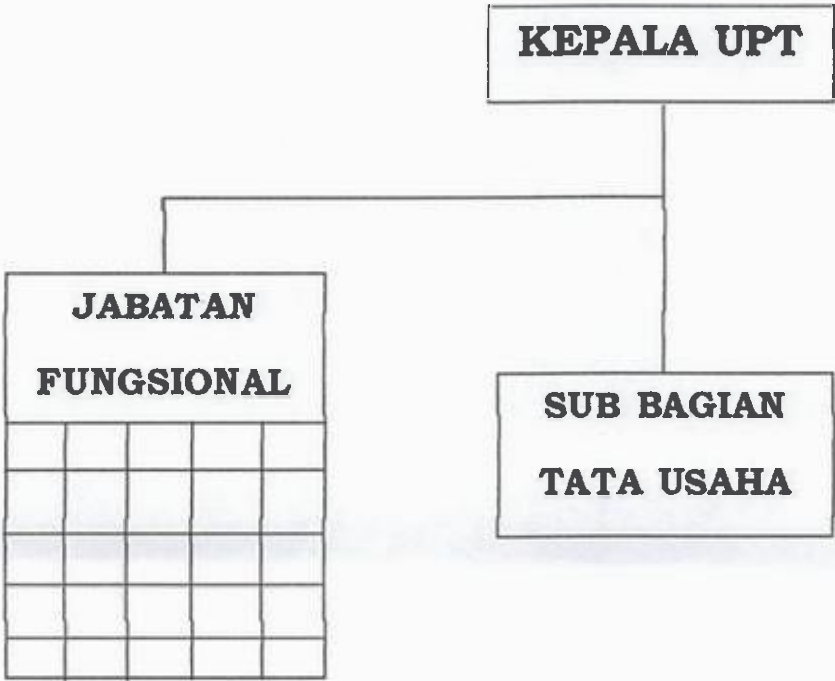 KEPALA UPT
JABATAN
FUNGSIONAL
SUB BAGIAN
TATA USAHA